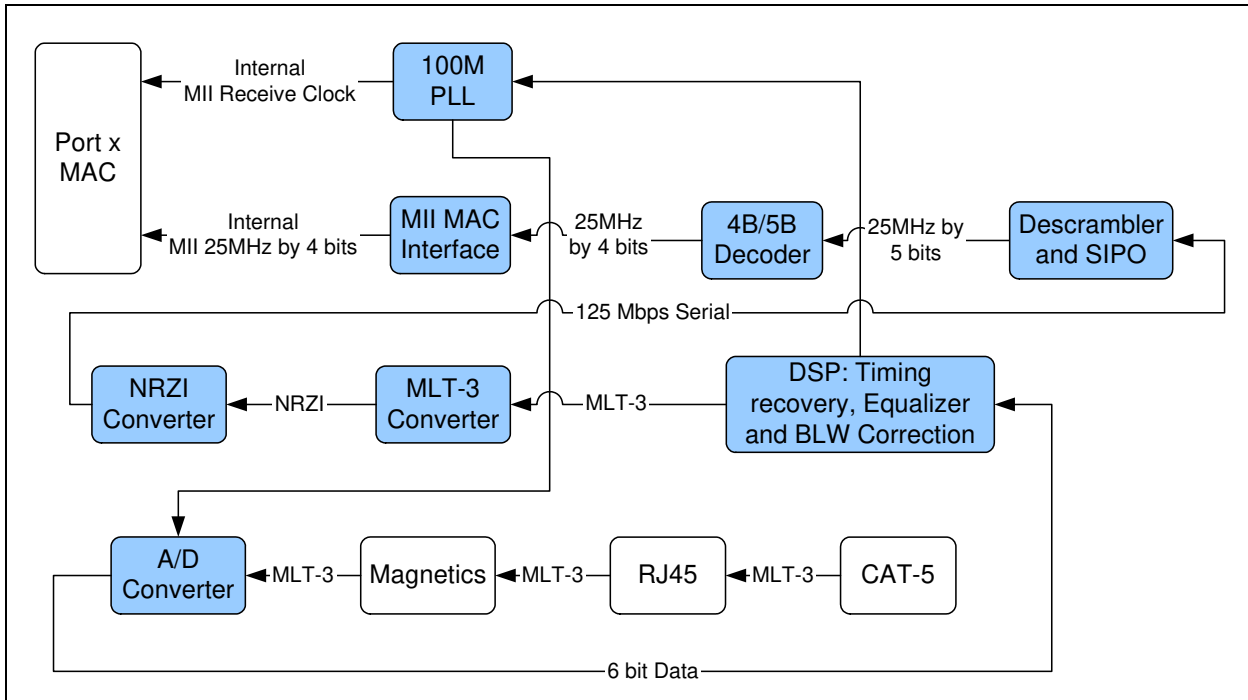 Port x
MAC
Internal
MII Receive Clock
100M
PLL
Internal
MII 25MHz by 4 bits
MII MAC
Interface
25MHz
by 4 bits
4B/5B
Decoder
25MHz by
5 bits
Descrambler
and SIPO
125 Mbps Serial
NRZI
Converter
NRZI
MLT-3
Converter
MLT-3
DSP: Timing
recovery, Equalizer
and BLW Correction
A/D
Converter
MLT-3
Magnetics
MLT-3
RJ45
MLT-3
CAT-5
6 bit Data